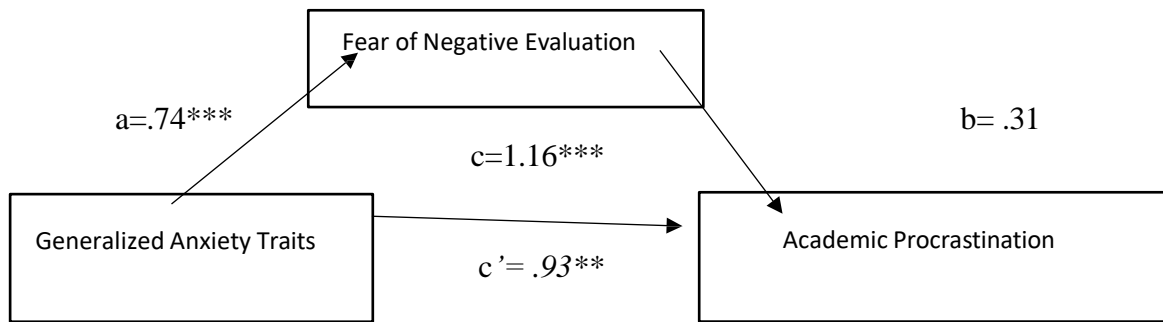 Fear of Negative Evaluation
a=.74***
b= .31
c=1.16***
Generalized Anxiety Traits
Academic Procrastination
c’= .93**